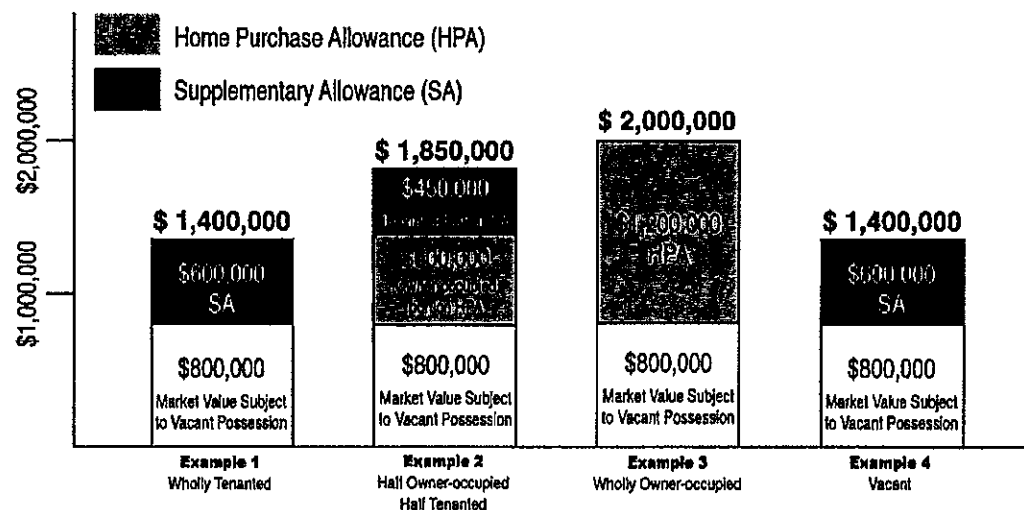 Home Purchase Allowance (HPA)
Supplementary Allowance (SA)
$2,000,000
$1,000,000
$ 1,400,000
$600,000
SA
$800,000
Market Value Subject
to Vacant Possession
Example 1
Wholly Tenanted
$ 1,850,000
$450,000
$800,000
Market Value Subject
to Vacant Possession
Example 2
Half Owner-occupied
Half Tenanted
$ 2,000,000
$1,200,000
HPA
$800,000
Market Value Subject
to Vacant Possession
Example 3
Wholly Owner-occupied
$ 1,400,000
$600,000
SA
$800,000
Market Value Subject
to Vacant Possession
Example 4
Vacant